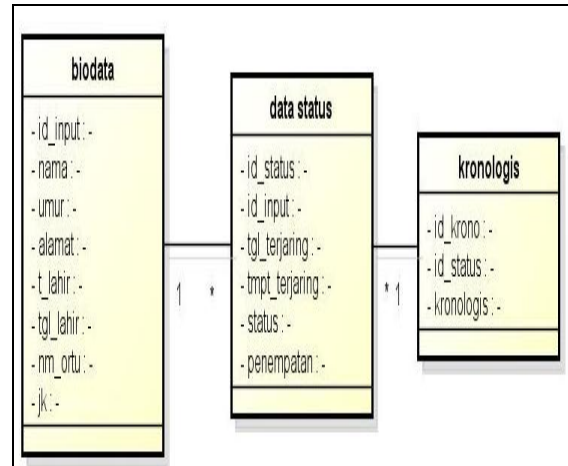 biodata
- id_input : -
- nama : -
- umur : -
- alamat : -
- t_lahir : -
- tgl_lahir : -
- nm_ortu : -
- jk : -
1 *
data status
- id_status : -
- id_input : -
- tgl_terjaring : -
- tmpt_terjaring : -
- status : -
- penempatan : -
* 1
kronologis
- id_krono : -
- id_status : -
- kronologis : -